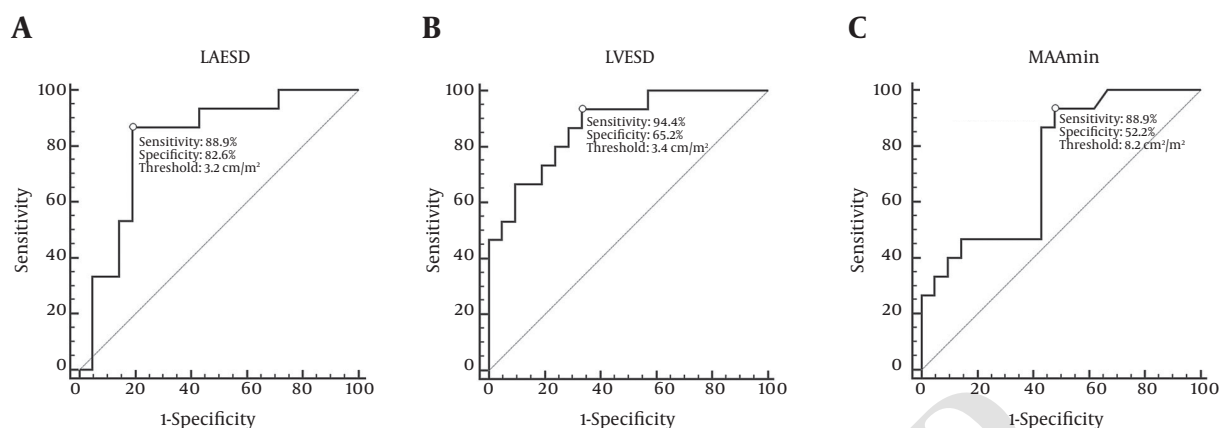 A
LAESD
100
80
60
40
20
0
Sensitivity
Sensitivity: 88.9%
Specificity: 82.6%
Threshold: 3.2 cm/m²
0 20 40 60 80 100
1-Specificity
B
LVESD
100
80
60
40
20
0
Sensitivity
Sensitivity: 94.4%
Specificity: 65.2%
Threshold: 3.4 cm/m²
0 20 40 60 80 100
1-Specificity
C
MAAmin
100
80
60
40
20
0
Sensitivity
Sensitivity: 88.9%
Specificity: 52.2%
Threshold: 8.2 cm²/m²
0 20 40 60 80 100
1-Specificity